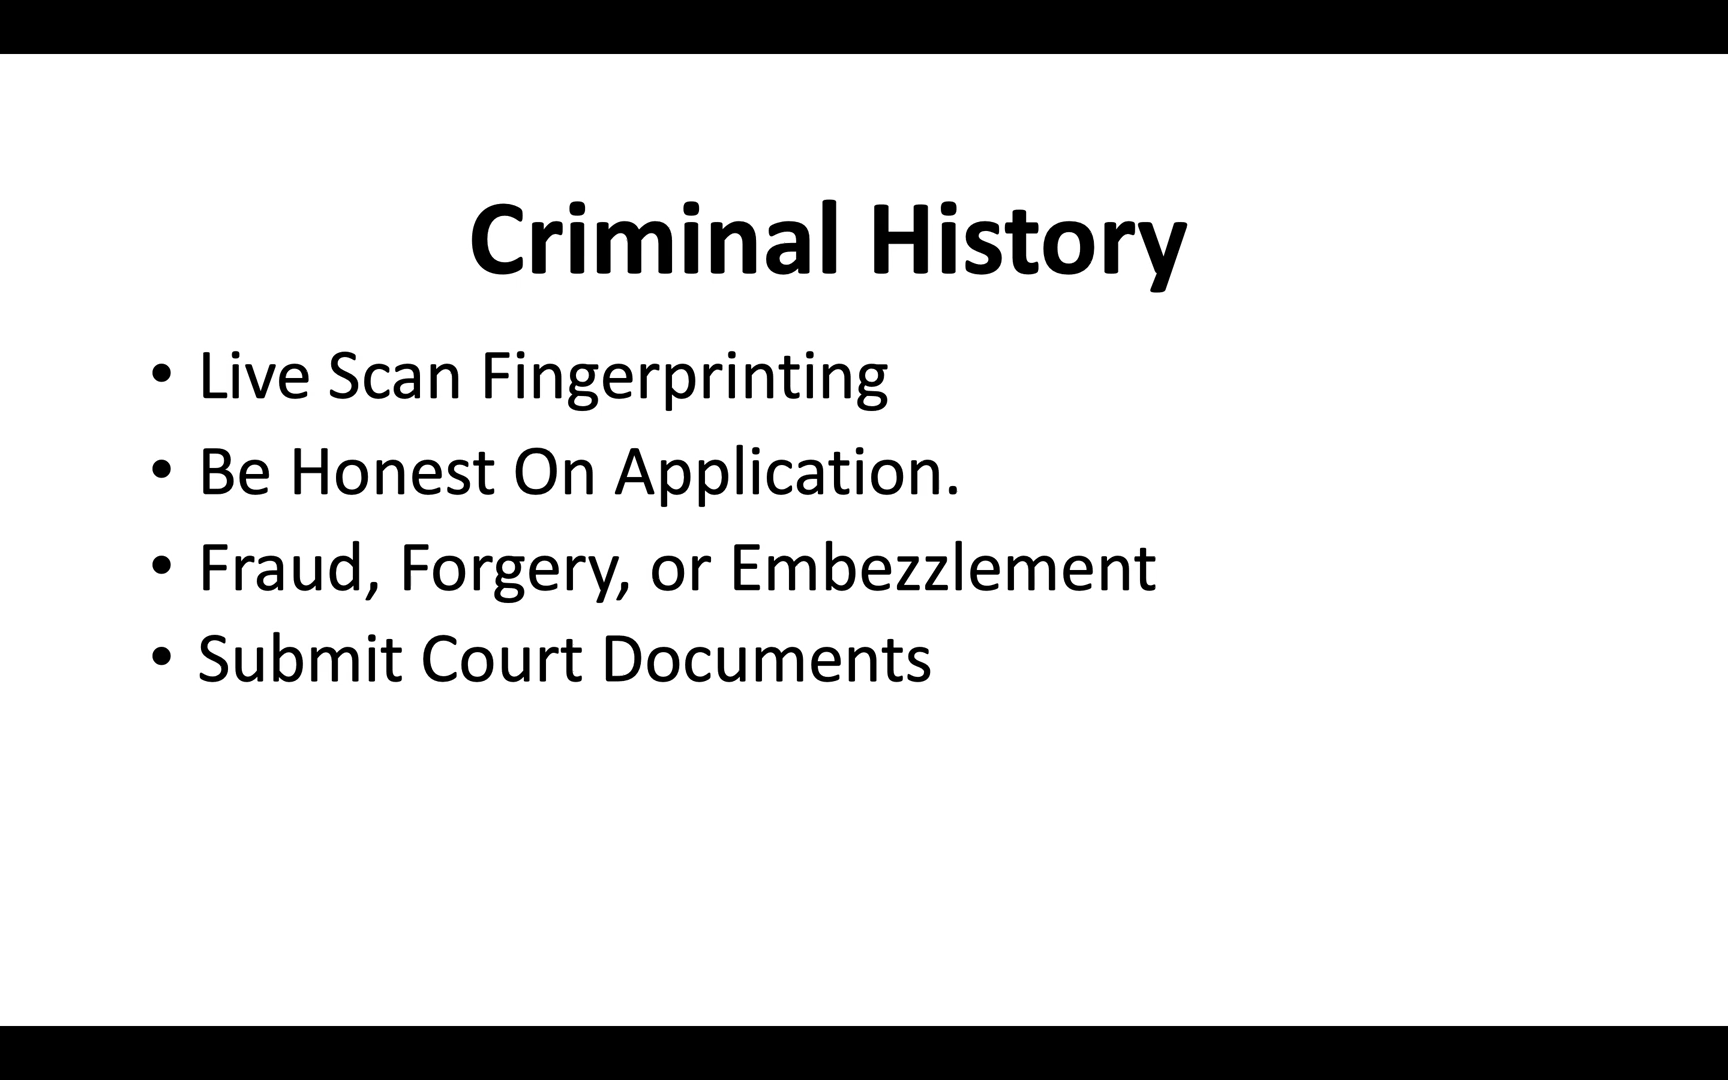 Criminal History
• Live Scan Fingerprinting
• Be Honest On Application.
• Fraud, Forgery, or Embezzlement
• Submit Court Documents